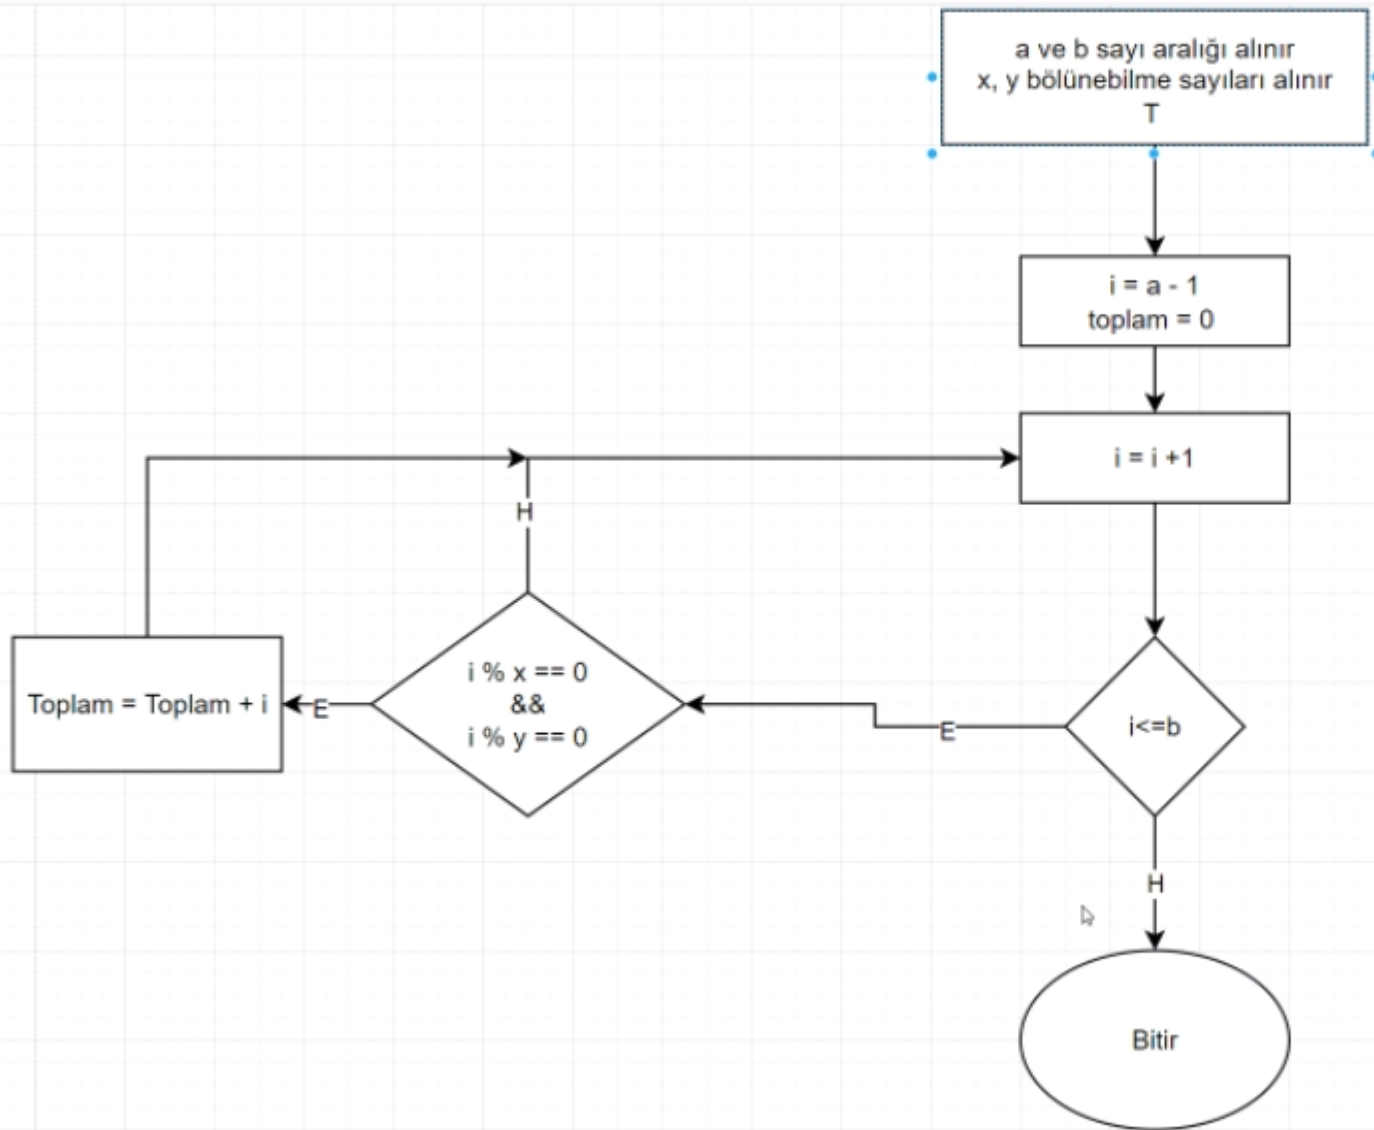 a ve b sayı aralığı alınır
x, y bölünebilme sayıları alınır
T
i = a - 1
toplam = 0
i = i +1
H
i % x == 0
&&
i % y == 0
Toplam = Toplam + i
E
E
i<=b
H
Bitir